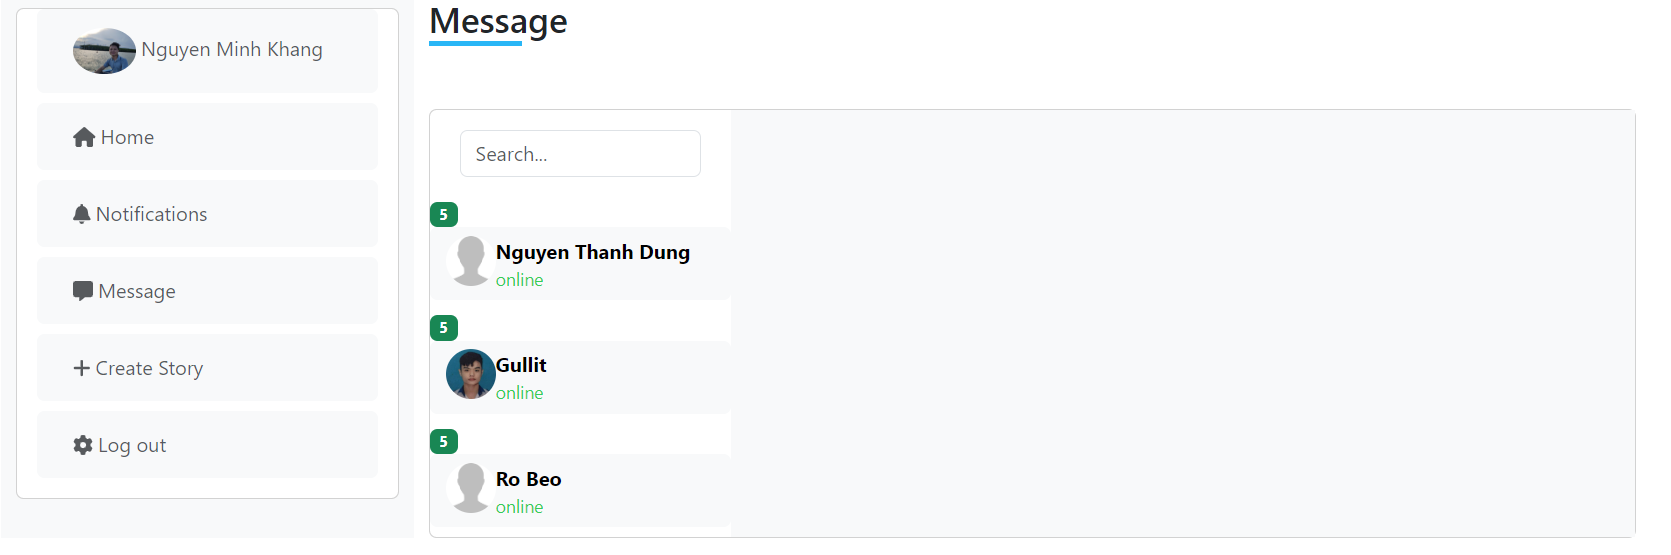 Nguyen Minh Khang
Home
Notifications
Message
Create Story
Log out
Message
Search...
5
Nguyen Thanh Dung
online
5
Gullit
online
5
Ro Beo
online